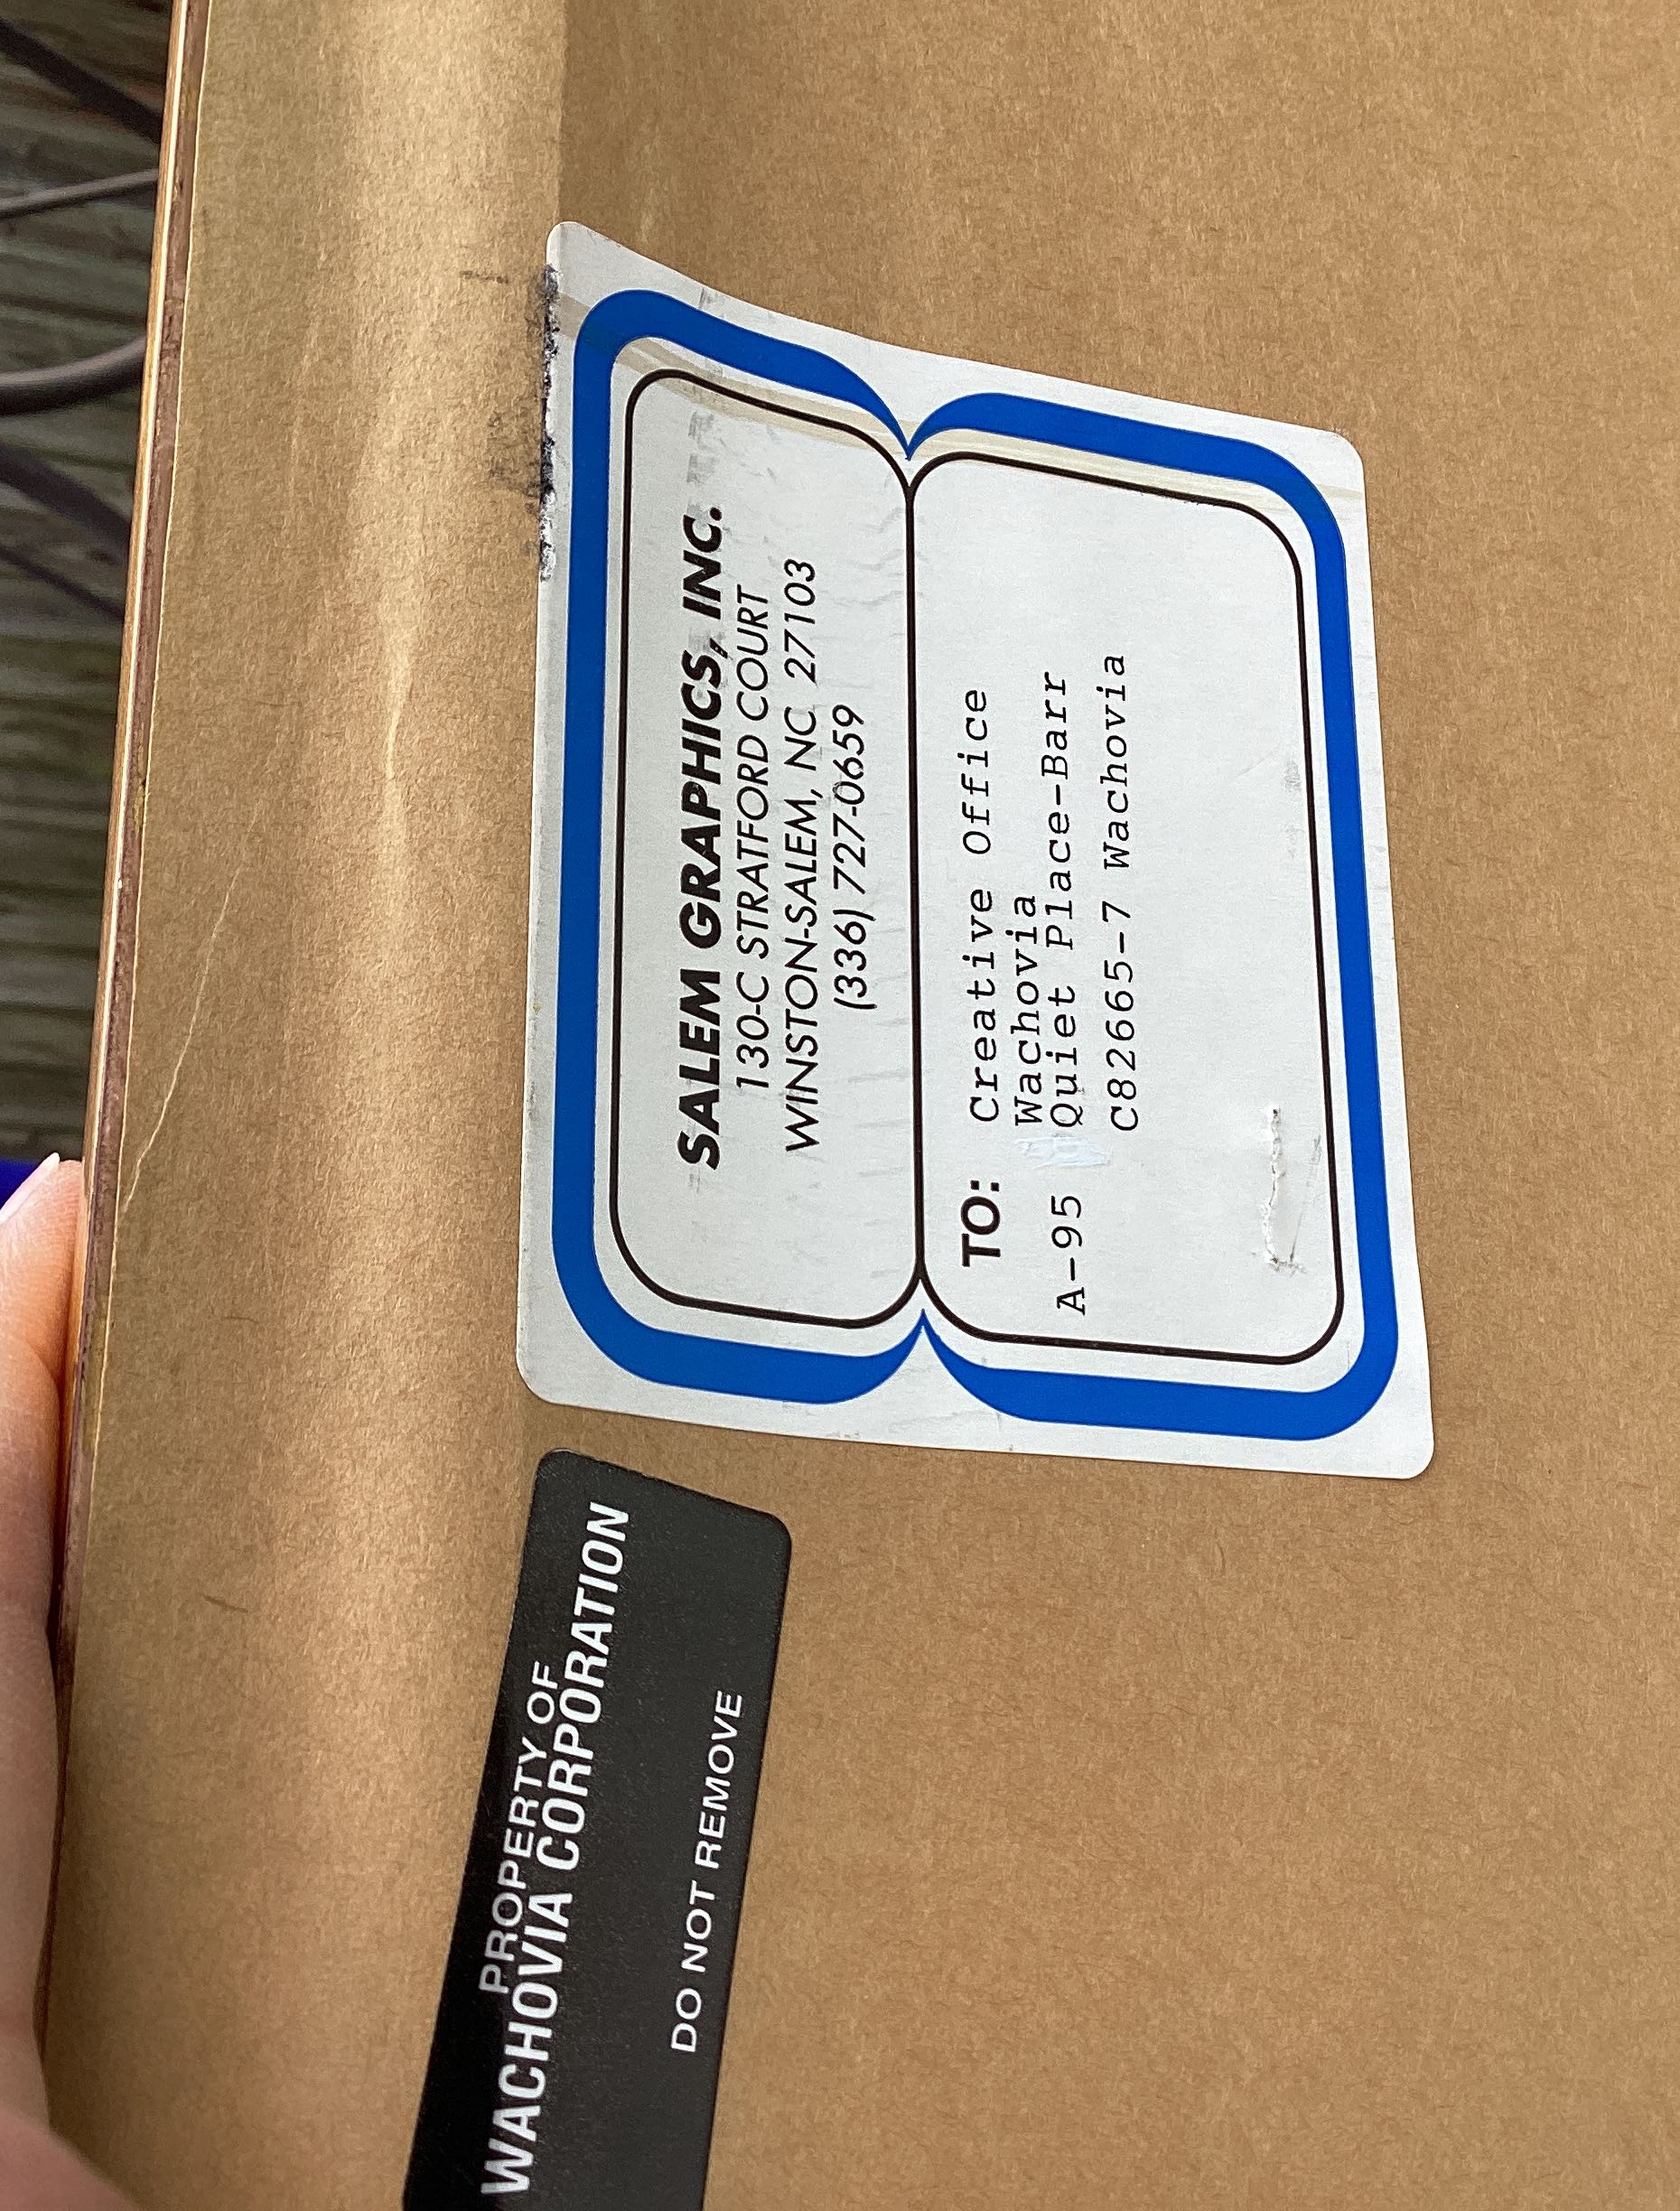 SALEM GRAPHICS, INC.
130-C STRATFORD COURT
WINSTON-SALEM, NC 27103
(336) 727-0659
TO: Creative Office
Wachovia
A-95 Quiet Place-Barr
C82665-7 Wachovia
PROPERTY OF
WACHOVIA CORPORATION
DO NOT REMOVE